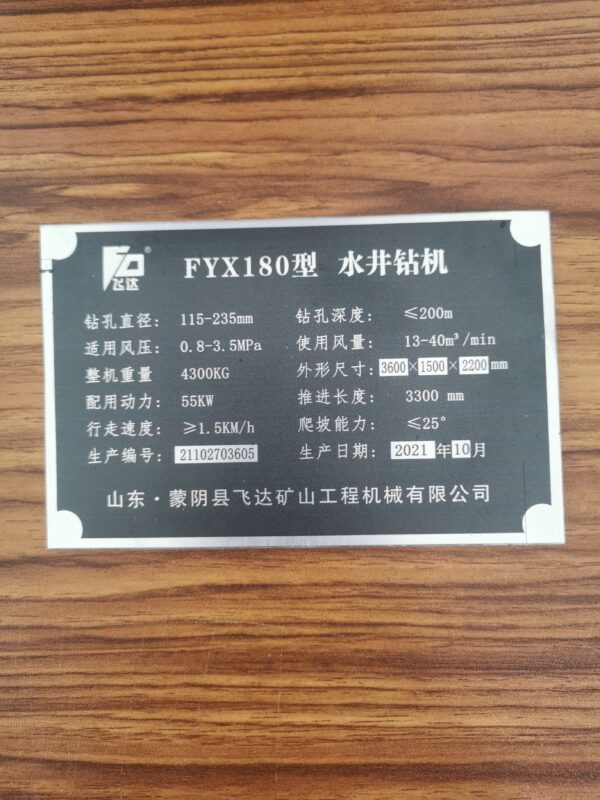 飞达®
FYX180型 水井钻机
钻孔直径： 115-235mm 钻孔深度： ≤200m
适用风压： 0.8-3.5MPa 使用风量： 13-40m³/min
整机重量 4300KG 外形尺寸： 3600×1500×2200mm
配用动力： 55KW 推进长度： 3300 mm
行走速度： ≥1.5KM/h 爬坡能力： ≤25°
生产编号： 21102703605 生产日期： 2021年10月
山东·蒙阴县飞达矿山工程机械有限公司